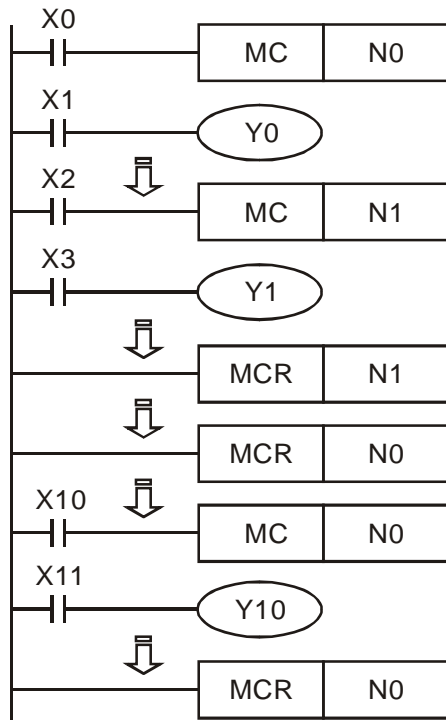 X0
MC N0
X1
Y0
X2
MC N1
X3
Y1
MCR N1
MCR N0
X10
MC N0
X11
Y10
MCR N0